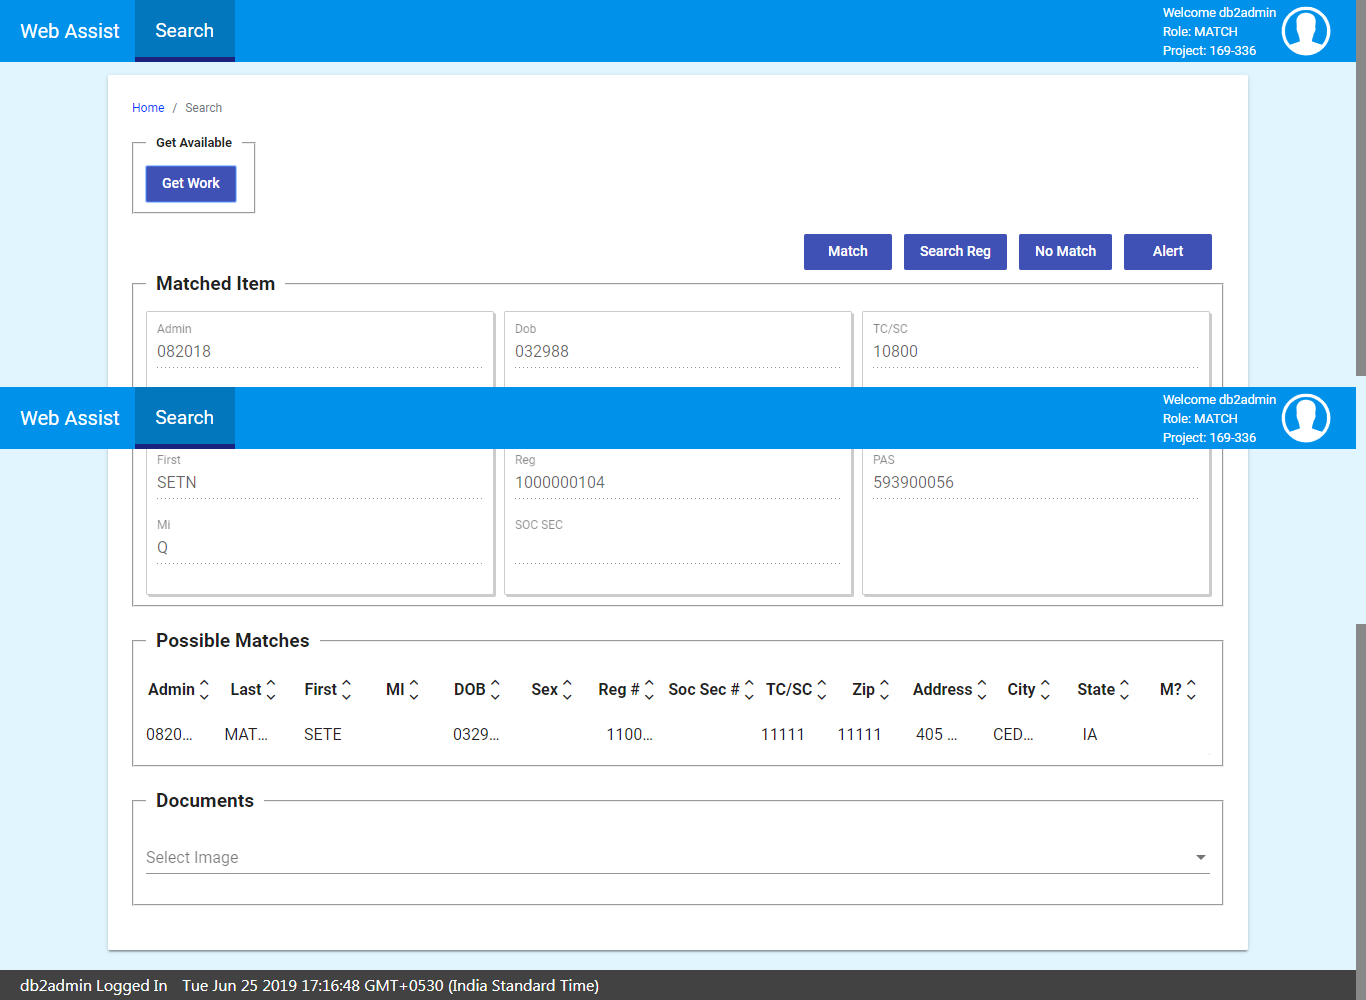 Web Assist Search Welcome db2admin
Role: MATCH
Project: 169-336
Home / Search
Get Available
Get Work
Match Search Reg No Match Alert
Matched Item
Admin Dob TC/SC
082018 032988 10800
Web Assist Search Welcome db2admin
Role: MATCH
Project: 169-336
First Reg PAS
SETN 1000000104 593900056
Mi SOC SEC
Q
Possible Matches
Admin Last First MI DOB Sex Reg # Soc Sec # TC/SC Zip Address City State M?
0820... MAT... SETE 0329... 1100... 11111 11111 405 ... CED... IA
Documents
Select Image
db2admin Logged In Tue Jun 25 2019 17:16:48 GMT+0530 (India Standard Time)